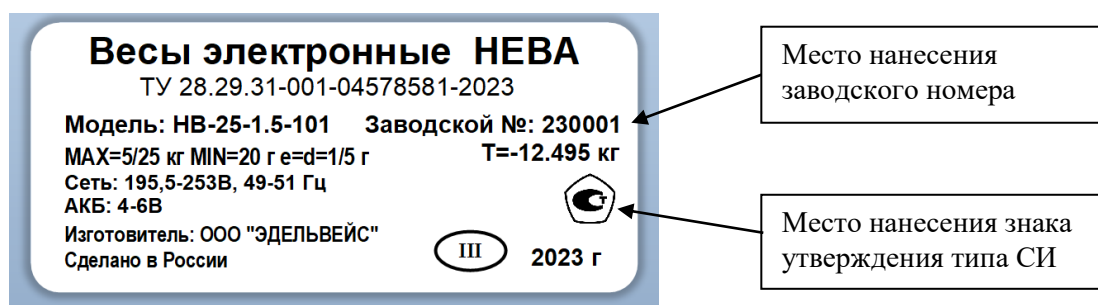 Весы электронные НЕВА
ТУ 28.29.31-001-04578581-2023
Модель: НВ-25-1.5-101 Заводской №: 230001
MAX=5/25 кг MIN=20 г e=d=1/5 г T=-12.495 кг
Сеть: 195,5-253В, 49-51 Гц
АКБ: 4-6В
Изготовитель: ООО "ЭДЕЛЬВЕЙС"
Сделано в России
III 2023 г
Место нанесения
заводского номера
Место нанесения знака
утверждения типа СИ